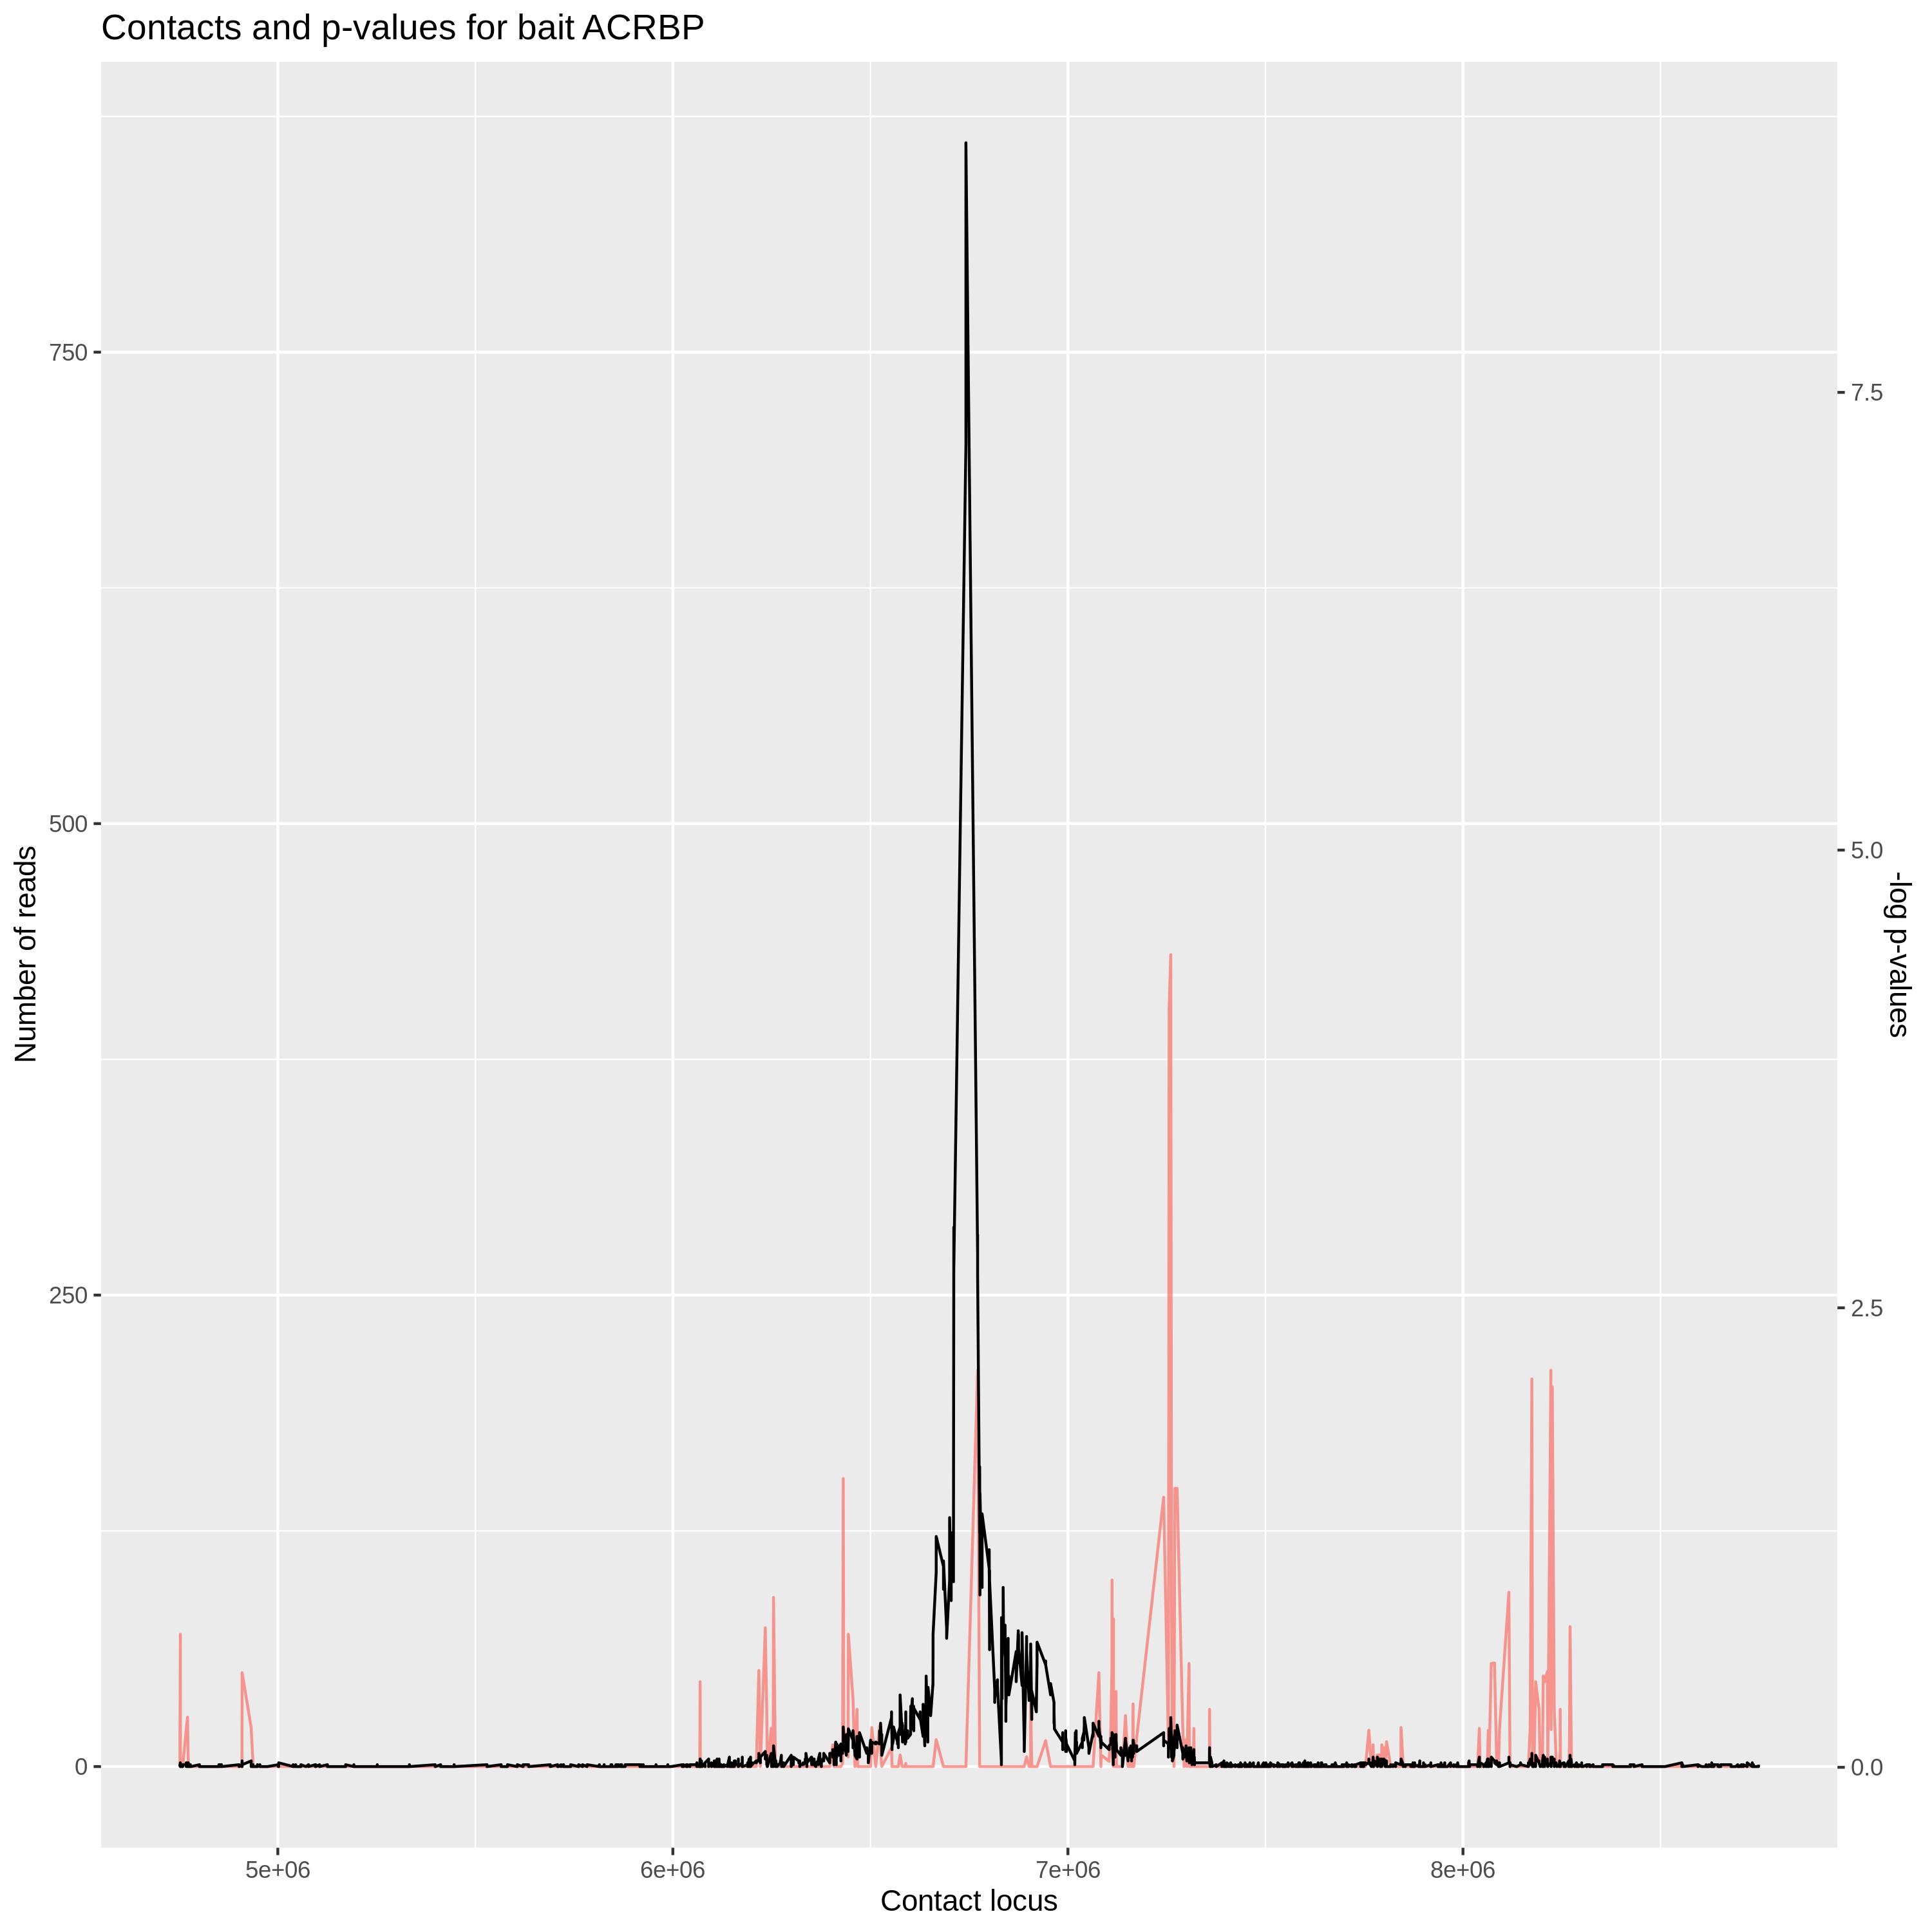 Contacts and p-values for bait ACRBP
Number of reads
750
500
250
0
7.5
5.0
2.5
0.0
-log p-values
5e+06
6e+06
7e+06
8e+06
Contact locus